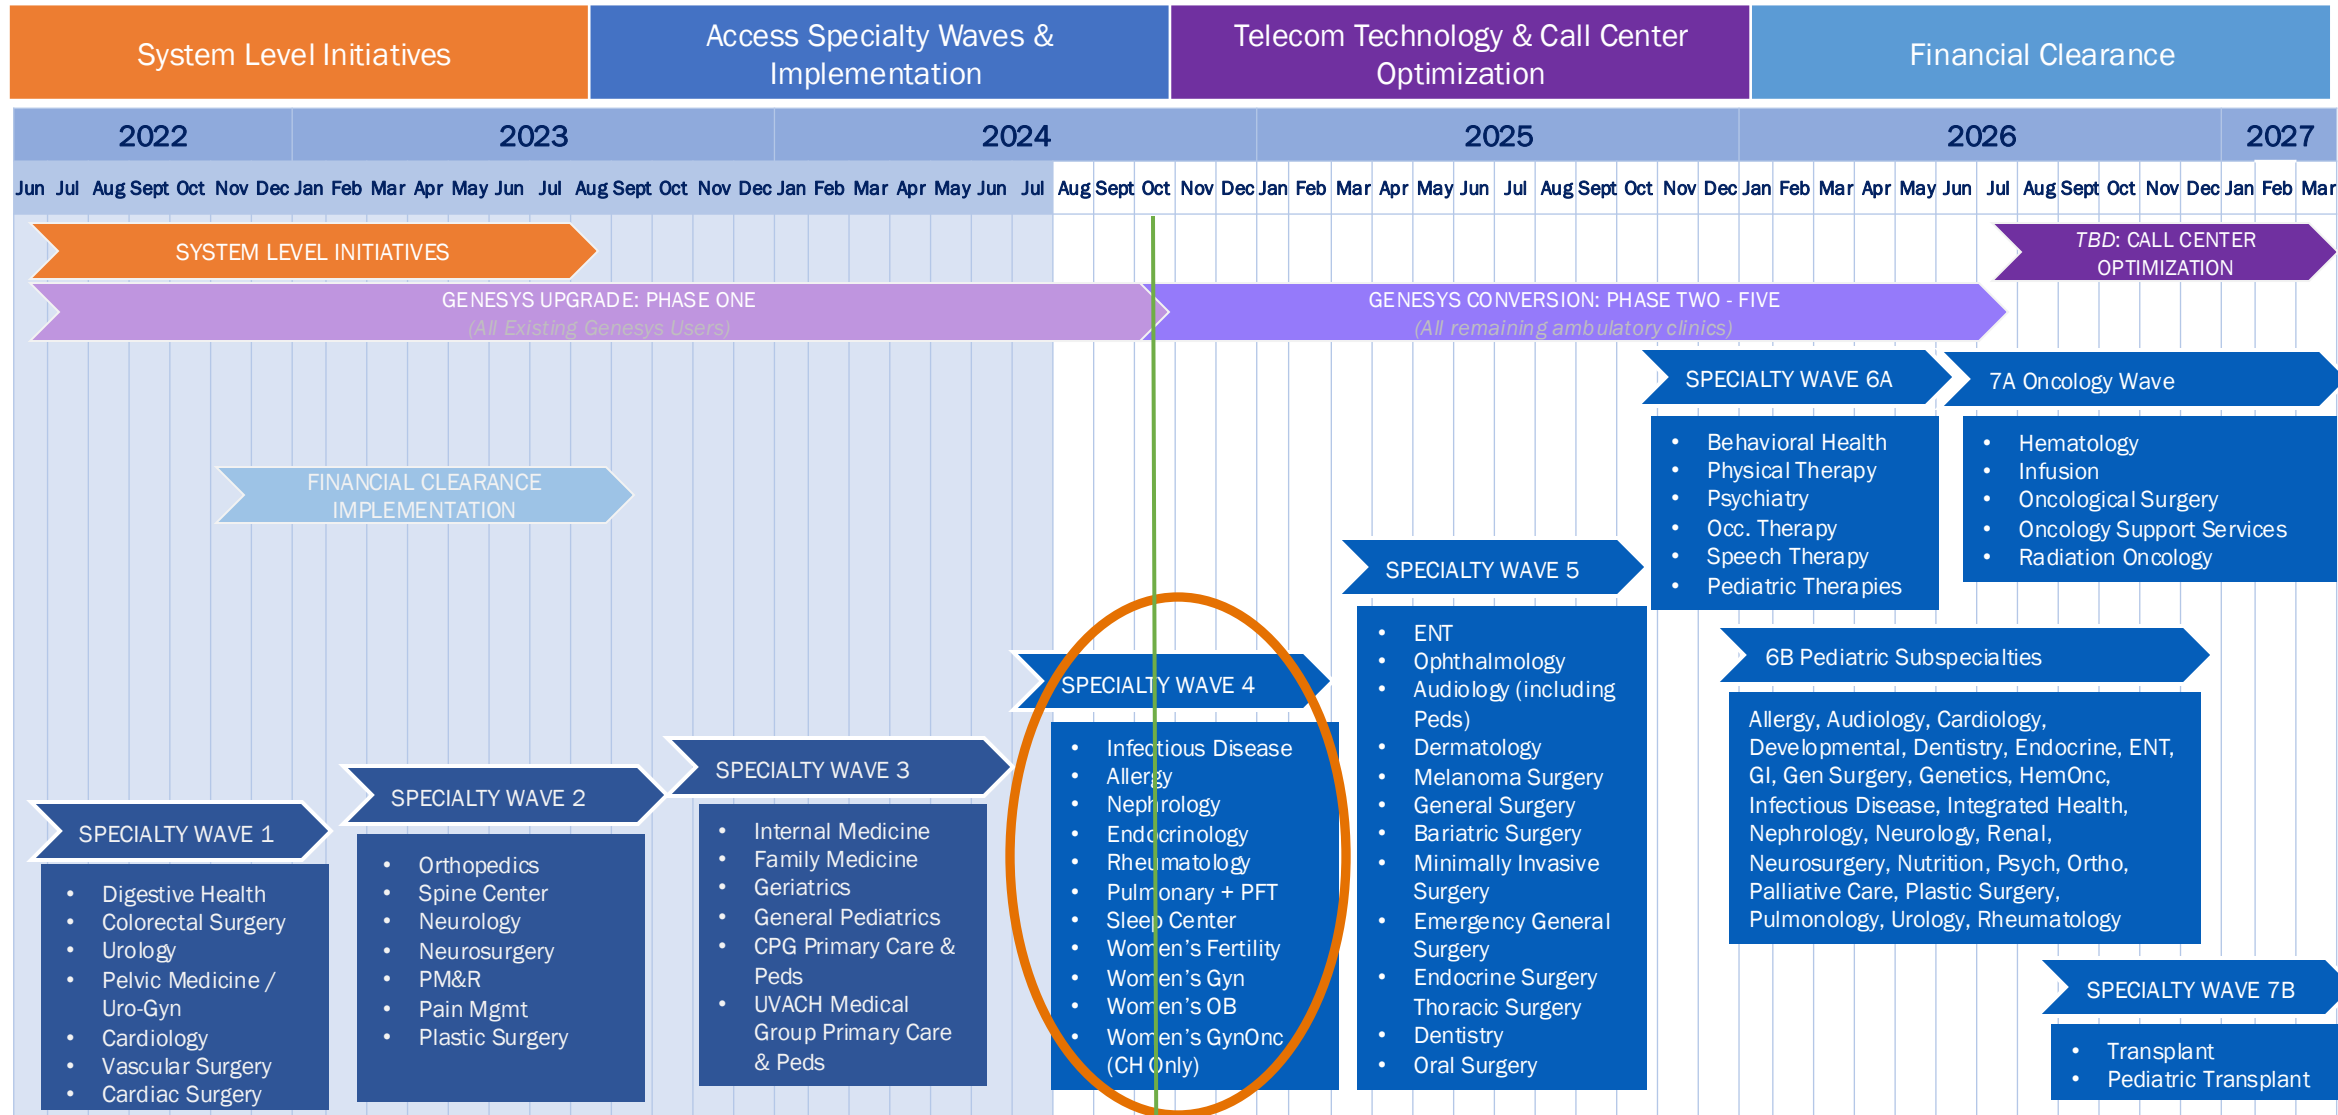 System Level Initiatives
Access Specialty Waves &
Implementation
Telecom Technology & Call Center
Optimization
Financial Clearance
2022
2023
2024
2025
2026
2027
Jun Jul Aug Sept Oct Nov Dec Jan Feb Mar Apr May Jun Jul Aug Sept Oct Nov Dec Jan Feb Mar Apr May Jun Jul Aug Sept Oct Nov Dec Jan Feb Mar Apr May Jun Jul Aug Sept Oct Nov Dec Jan Feb Mar Apr May Jun Jul Aug Sept Oct Nov Dec Jan Feb Mar
SYSTEM LEVEL INITIATIVES
TBD: CALL CENTER
OPTIMIZATION
GENESYS UPGRADE: PHASE ONE
(All Existing Genesys Users)
GENESYS CONVERSION: PHASE TWO - FIVE
(All remaining ambulatory clinics)
FINANCIAL CLEARANCE
IMPLEMENTATION
SPECIALTY WAVE 1
• Digestive Health
• Colorectal Surgery
• Urology
• Pelvic Medicine /
Uro-Gyn
• Cardiology
• Vascular Surgery
• Cardiac Surgery
SPECIALTY WAVE 2
• Orthopedics
• Spine Center
• Neurology
• Neurosurgery
• PM&R
• Pain Mgmt
• Plastic Surgery
SPECIALTY WAVE 3
• Internal Medicine
• Family Medicine
• Geriatrics
• General Pediatrics
• CPG Primary Care &
Peds
• UVACH Medical
Group Primary Care
& Peds
SPECIALTY WAVE 4
• Infectious Disease
• Allergy
• Nephrology
• Endocrinology
• Rheumatology
• Pulmonary + PFT
• Sleep Center
• Women's Fertility
• Women's Gyn
• Women's OB
• Women's GynOnc
(CH Only)
SPECIALTY WAVE 5
• ENT
• Ophthalmology
• Audiology (including
Peds)
• Dermatology
• Melanoma Surgery
• General Surgery
• Bariatric Surgery
• Minimally Invasive
Surgery
• Emergency General
Surgery
• Endocrine Surgery
Thoracic Surgery
• Dentistry
• Oral Surgery
SPECIALTY WAVE 6A
• Behavioral Health
• Physical Therapy
• Psychiatry
• Occ. Therapy
• Speech Therapy
• Pediatric Therapies
7A Oncology Wave
• Hematology
• Infusion
• Oncological Surgery
• Oncology Support Services
• Radiation Oncology
6B Pediatric Subspecialties
Allergy, Audiology, Cardiology,
Developmental, Dentistry, Endocrine, ENT,
GI, Gen Surgery, Genetics, HemOnc,
Infectious Disease, Integrated Health,
Nephrology, Neurology, Renal,
Neurosurgery, Nutrition, Psych, Ortho,
Palliative Care, Plastic Surgery,
Pulmonology, Urology, Rheumatology
SPECIALTY WAVE 7B
• Transplant
• Pediatric Transplant